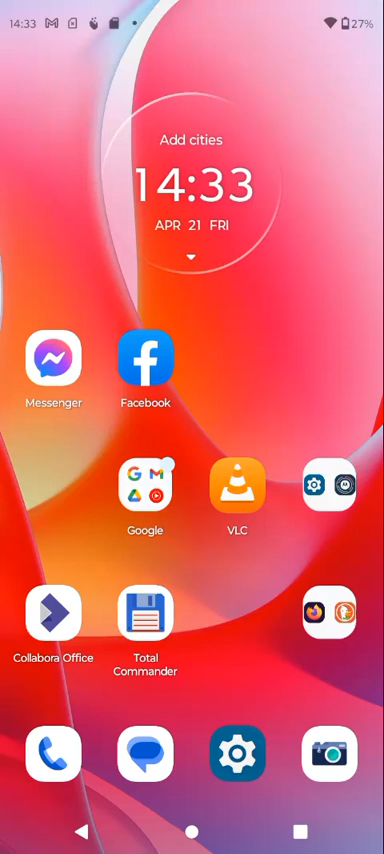 14:33
27%
Add cities
14:33
APR 21 FRI
Messenger
Facebook
Google
VLC
Collabora Office
Total
Commander